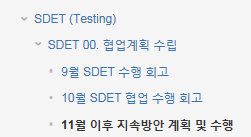 SDET (Testing)
SDET 00. 협업계획 수립
9월 SDET 수행 회고
10월 SDET 협업 수행 회고
11월 이후 지속방안 계획 및 수행